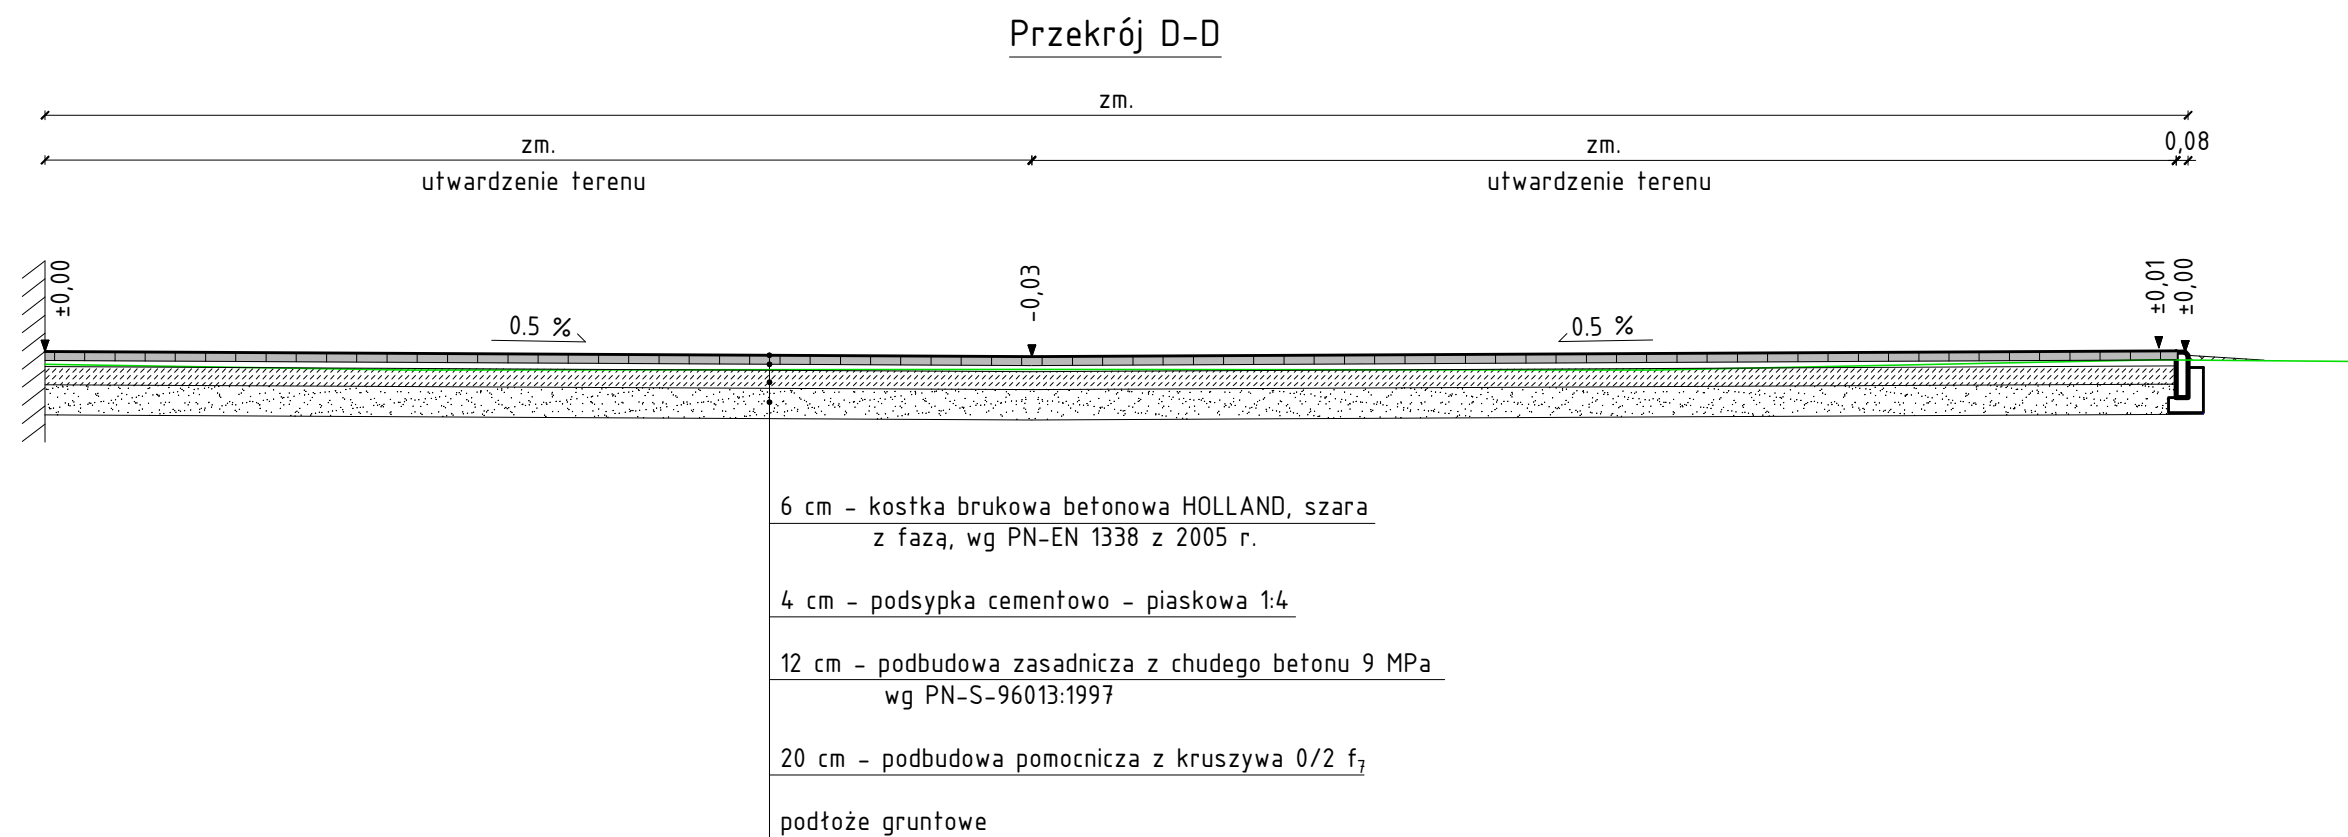 Przekrój D-D
zm.
zm.
zm.
0,08
utwardzenie terenu
utwardzenie terenu
±0,00
-0,03
±0,01
±0,00
0.5 %
0.5 %
6 cm - kostka brukowa betonowa HOLLAND, szara
z fazą, wg PN-EN 1338 z 2005 r.
4 cm - podsypka cementowo - piaskowa 1:4
12 cm - podbudowa zasadnicza z chudego betonu 9 MPa
wg PN-S-96013:1997
20 cm - podbudowa pomocnicza z kruszywa 0/2 f₇
podłoże gruntowe